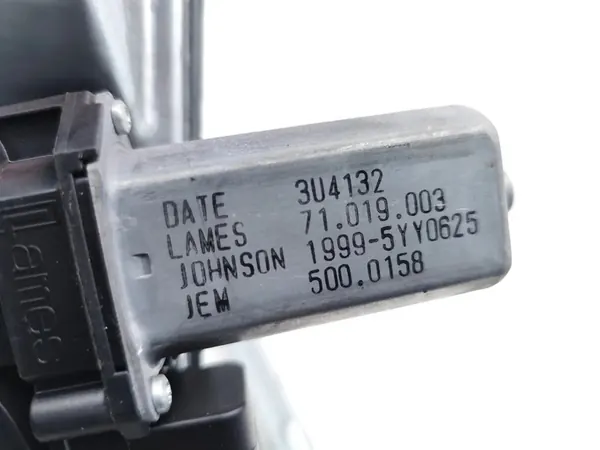 DATE 3U4132
LAMES 71.019.003
JOHNSON 1999-5YY0625
JEM 500.0158
Lames